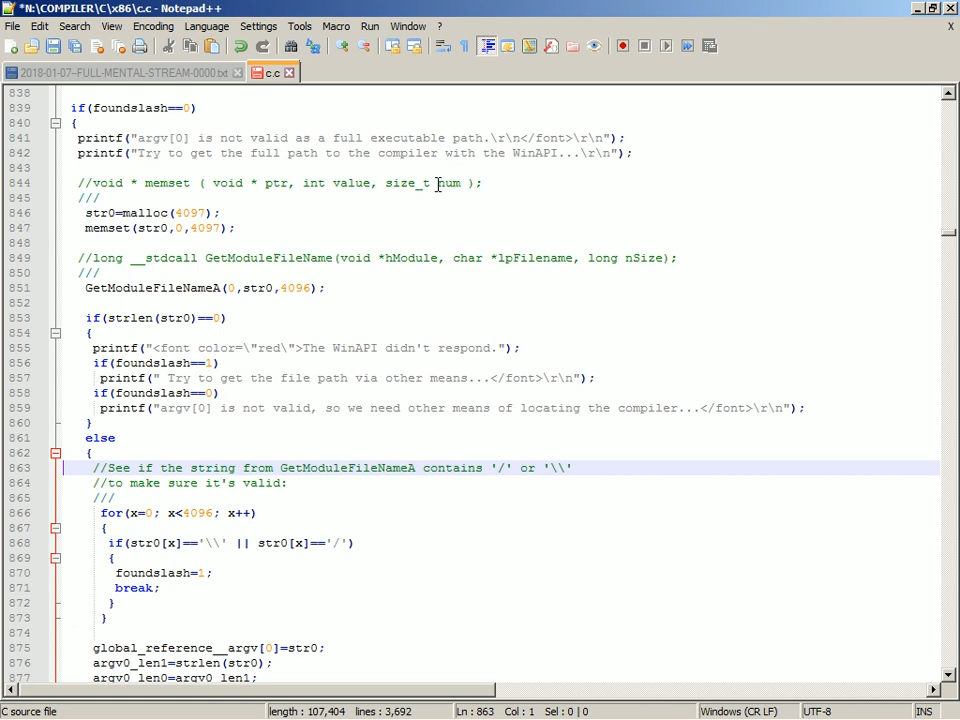 *N:\COMPILER\C\x86\c.c - Notepad++
File Edit Search View Encoding Language Settings Tools Macro Run Window ? X
2018-01-07--FULL-MENTAL-STREAM-0000.txt c.c
838
839 if(foundslash==0)
840 {
841 printf("argv[0] is not valid as a full executable path.\r\n</font>\r\n");
842 printf("Try to get the full path to the compiler with the WinAPI...\r\n");
843
844 //void * memset ( void * ptr, int value, size_t num );
845 ///
846 str0=malloc(4097);
847 memset(str0,0,4097);
848
849 //long __stdcall GetModuleFileName(void *hModule, char *lpFilename, long nSize);
850 ///
851 GetModuleFileNameA(0,str0,4096);
852
853 if(strlen(str0)==0)
854 {
855 printf("<font color=\"red\">The WinAPI didn't respond.");
856 if(foundslash==1)
857 printf(" Try to get the file path via other means...</font>\r\n");
858 if(foundslash==0)
859 printf("argv[0] is not valid, so we need other means of locating the compiler...</font>\r\n");
860 }
861 else
862 {
863 //See if the string from GetModuleFileNameA contains '/' or '\\'
864 //to make sure it's valid:
865 ///
866 for(x=0; x<4096; x++)
867 {
868 if(str0[x]=='\\' || str0[x]=='/')
869 {
870 foundslash=1;
871 break;
872 }
873 }
874
875 global_reference__argv[0]=str0;
876 argv0_len1=strlen(str0);
877 argv0_len0=argv0_len1;
C source file length : 107,404 lines : 3,692 Ln : 863 Col : 1 Sel : 0 | 0 Windows (CR LF) UTF-8 INS